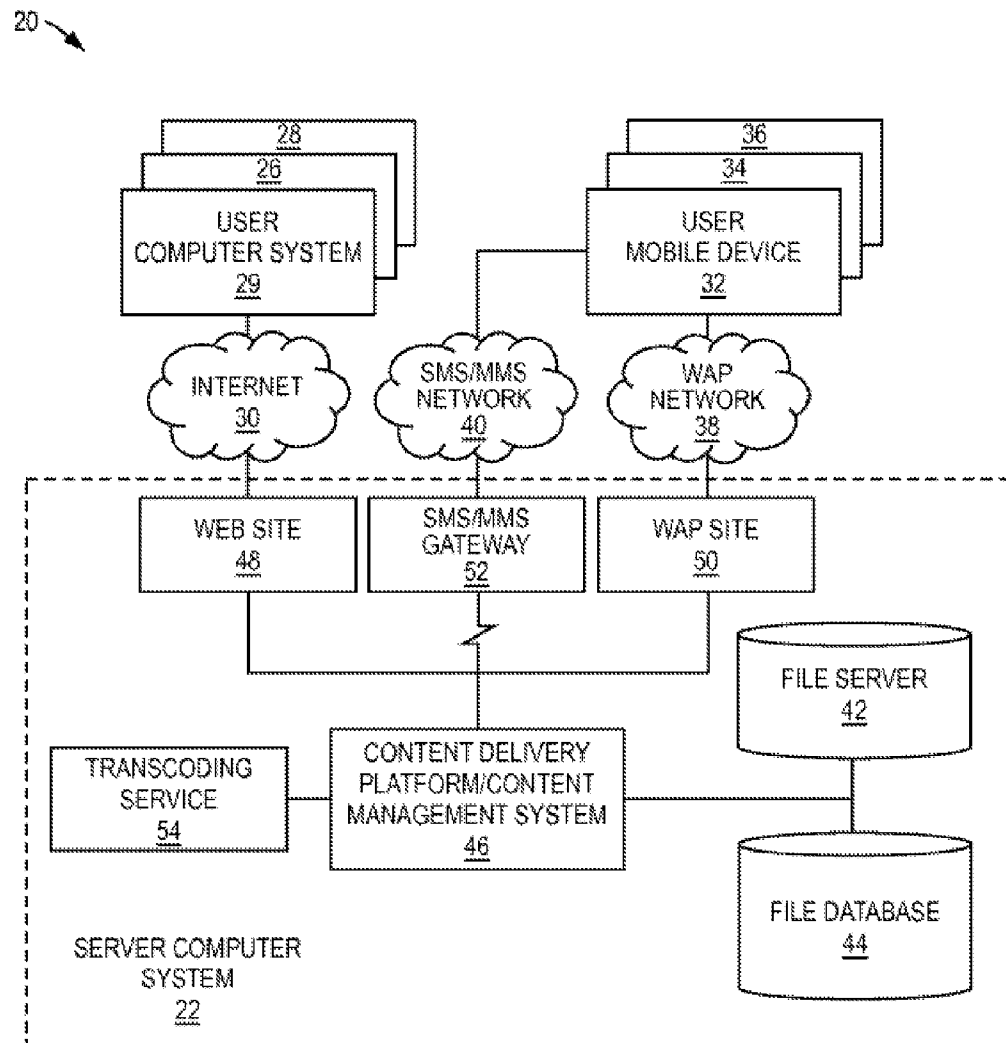 20
28
26
USER
COMPUTER SYSTEM
29
36
34
USER
MOBILE DEVICE
32
INTERNET
30
SMS/MMS
NETWORK
40
WAP
NETWORK
38
WEB SITE
48
SMS/MMS
GATEWAY
52
WAP SITE
50
FILE SERVER
42
TRANSCODING
SERVICE
54
CONTENT DELIVERY
PLATFORM/CONTENT
MANAGEMENT SYSTEM
46
FILE DATABASE
44
SERVER COMPUTER
SYSTEM
22